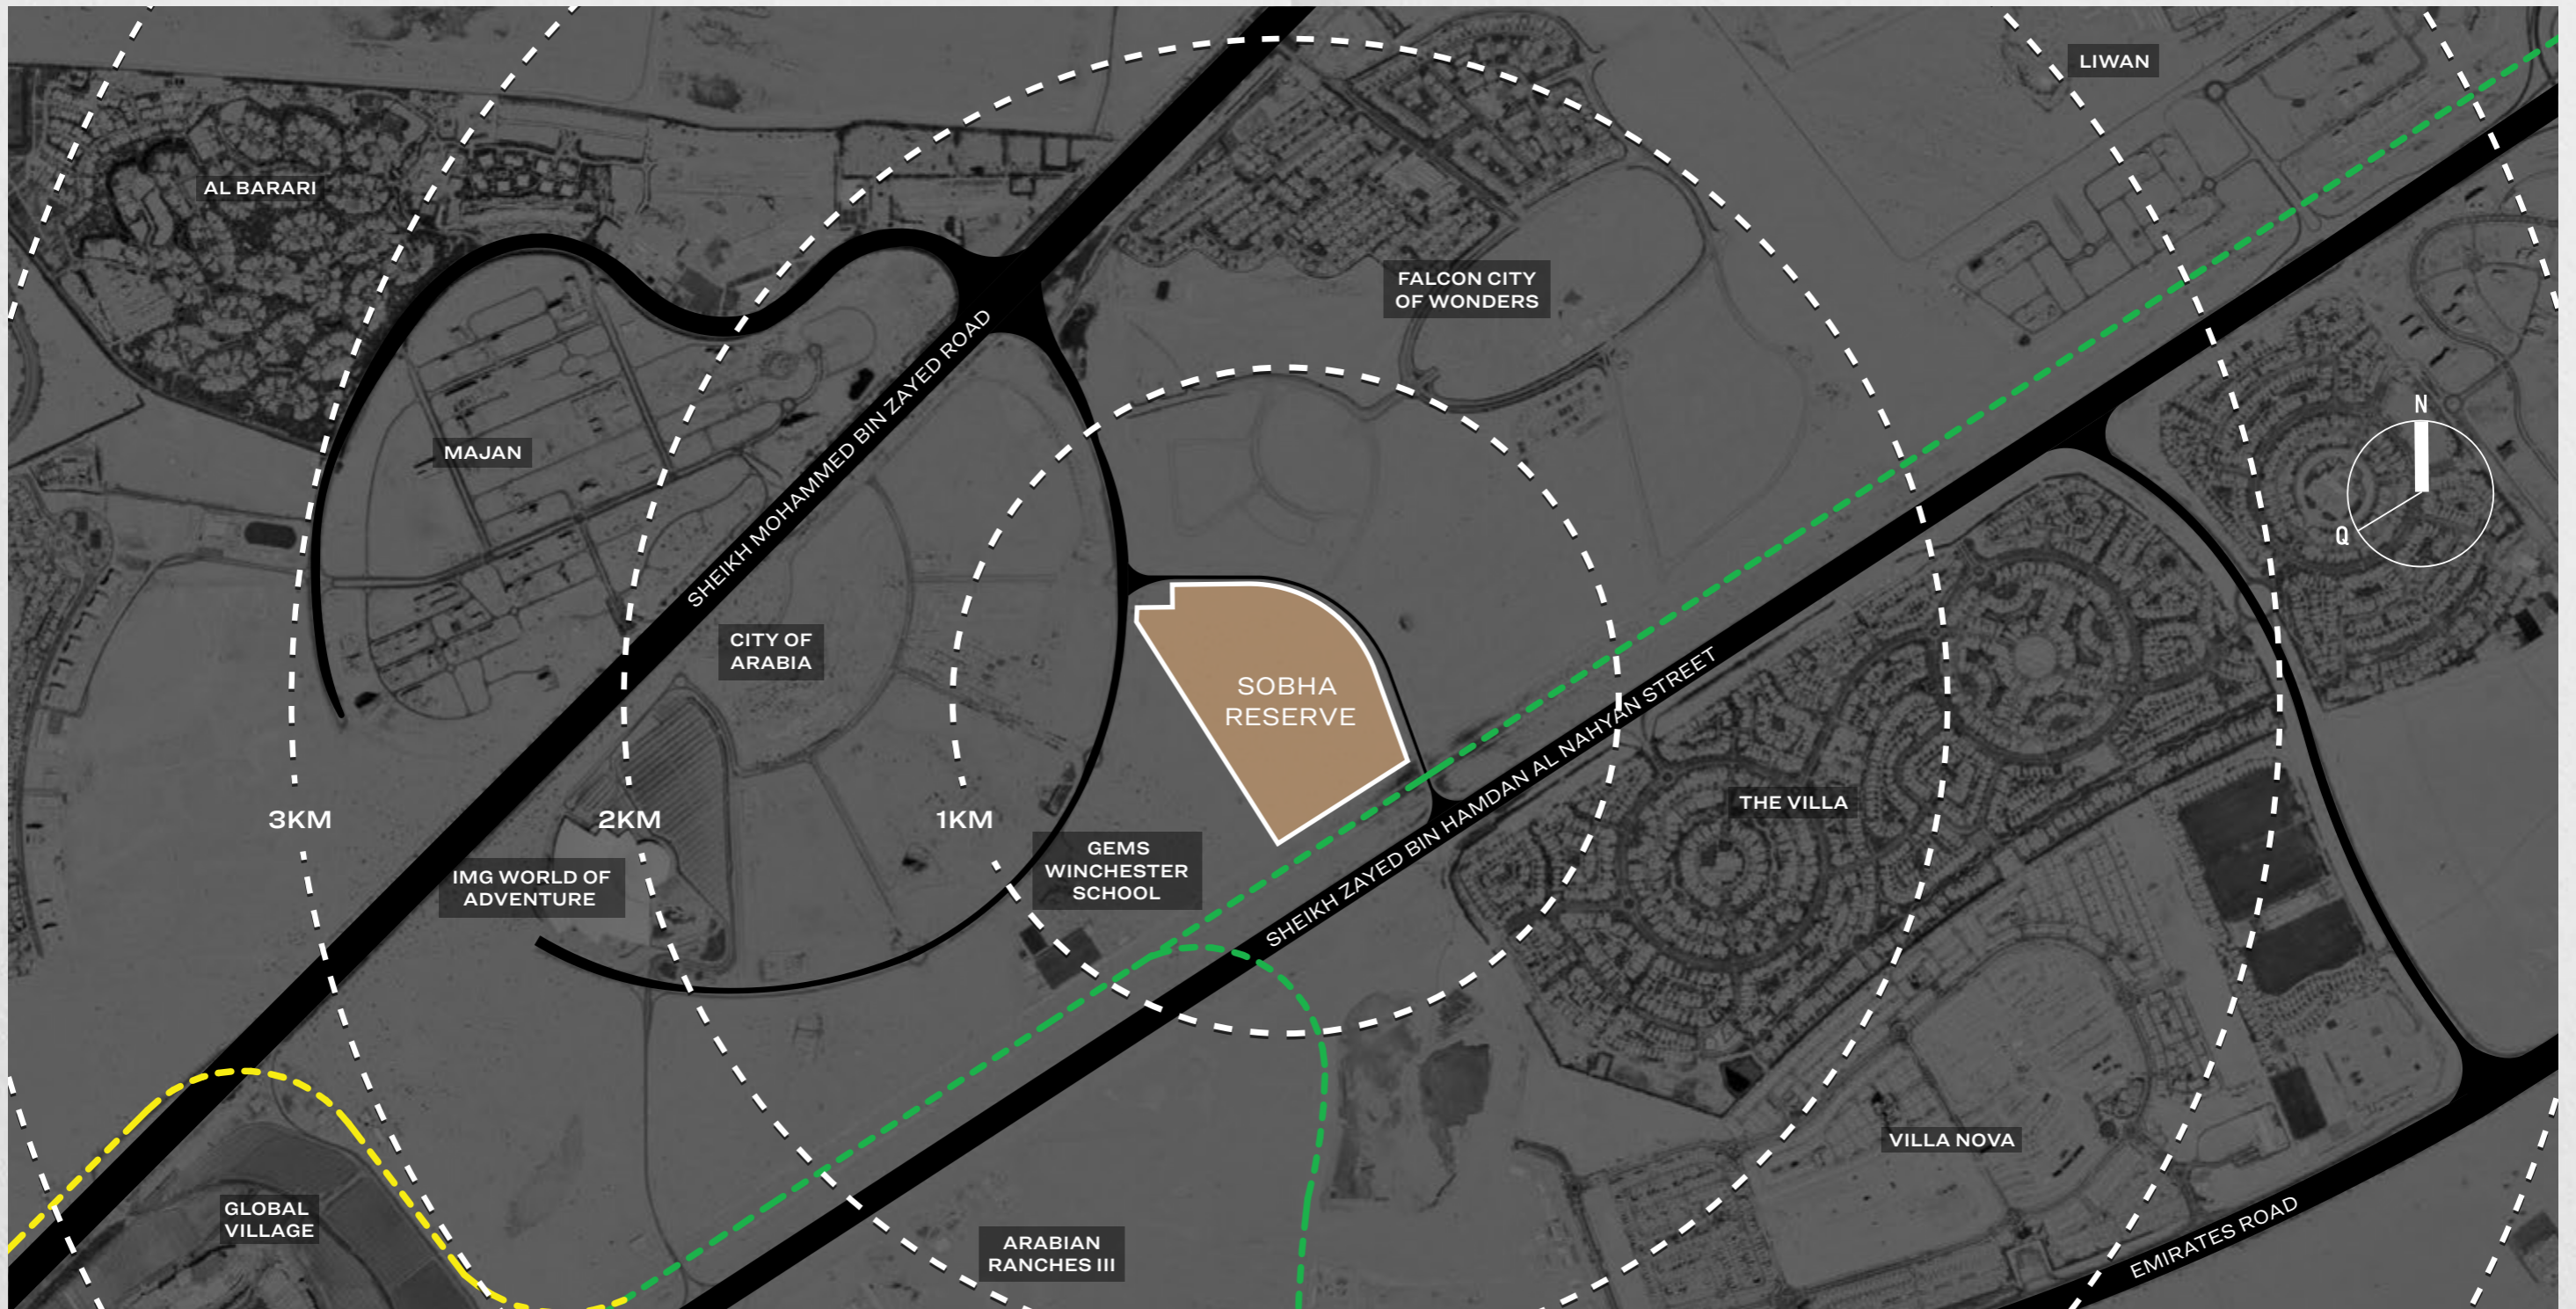 LIWAN
AL BARARI
FALCON CITY
OF WONDERS
N
Q
MAJAN
SHEIKH MOHAMMED BIN ZAYED ROAD
CITY OF
ARABIA
SOBHA
RESERVE
SHEIKH ZAYED BIN HAMDAN AL NAHYAN STREET
THE VILLA
3KM
2KM
1KM
GEMS
WINCHESTER
SCHOOL
IMG WORLD OF
ADVENTURE
VILLA NOVA
GLOBAL
VILLAGE
ARABIAN
RANCHES III
EMIRATES ROAD